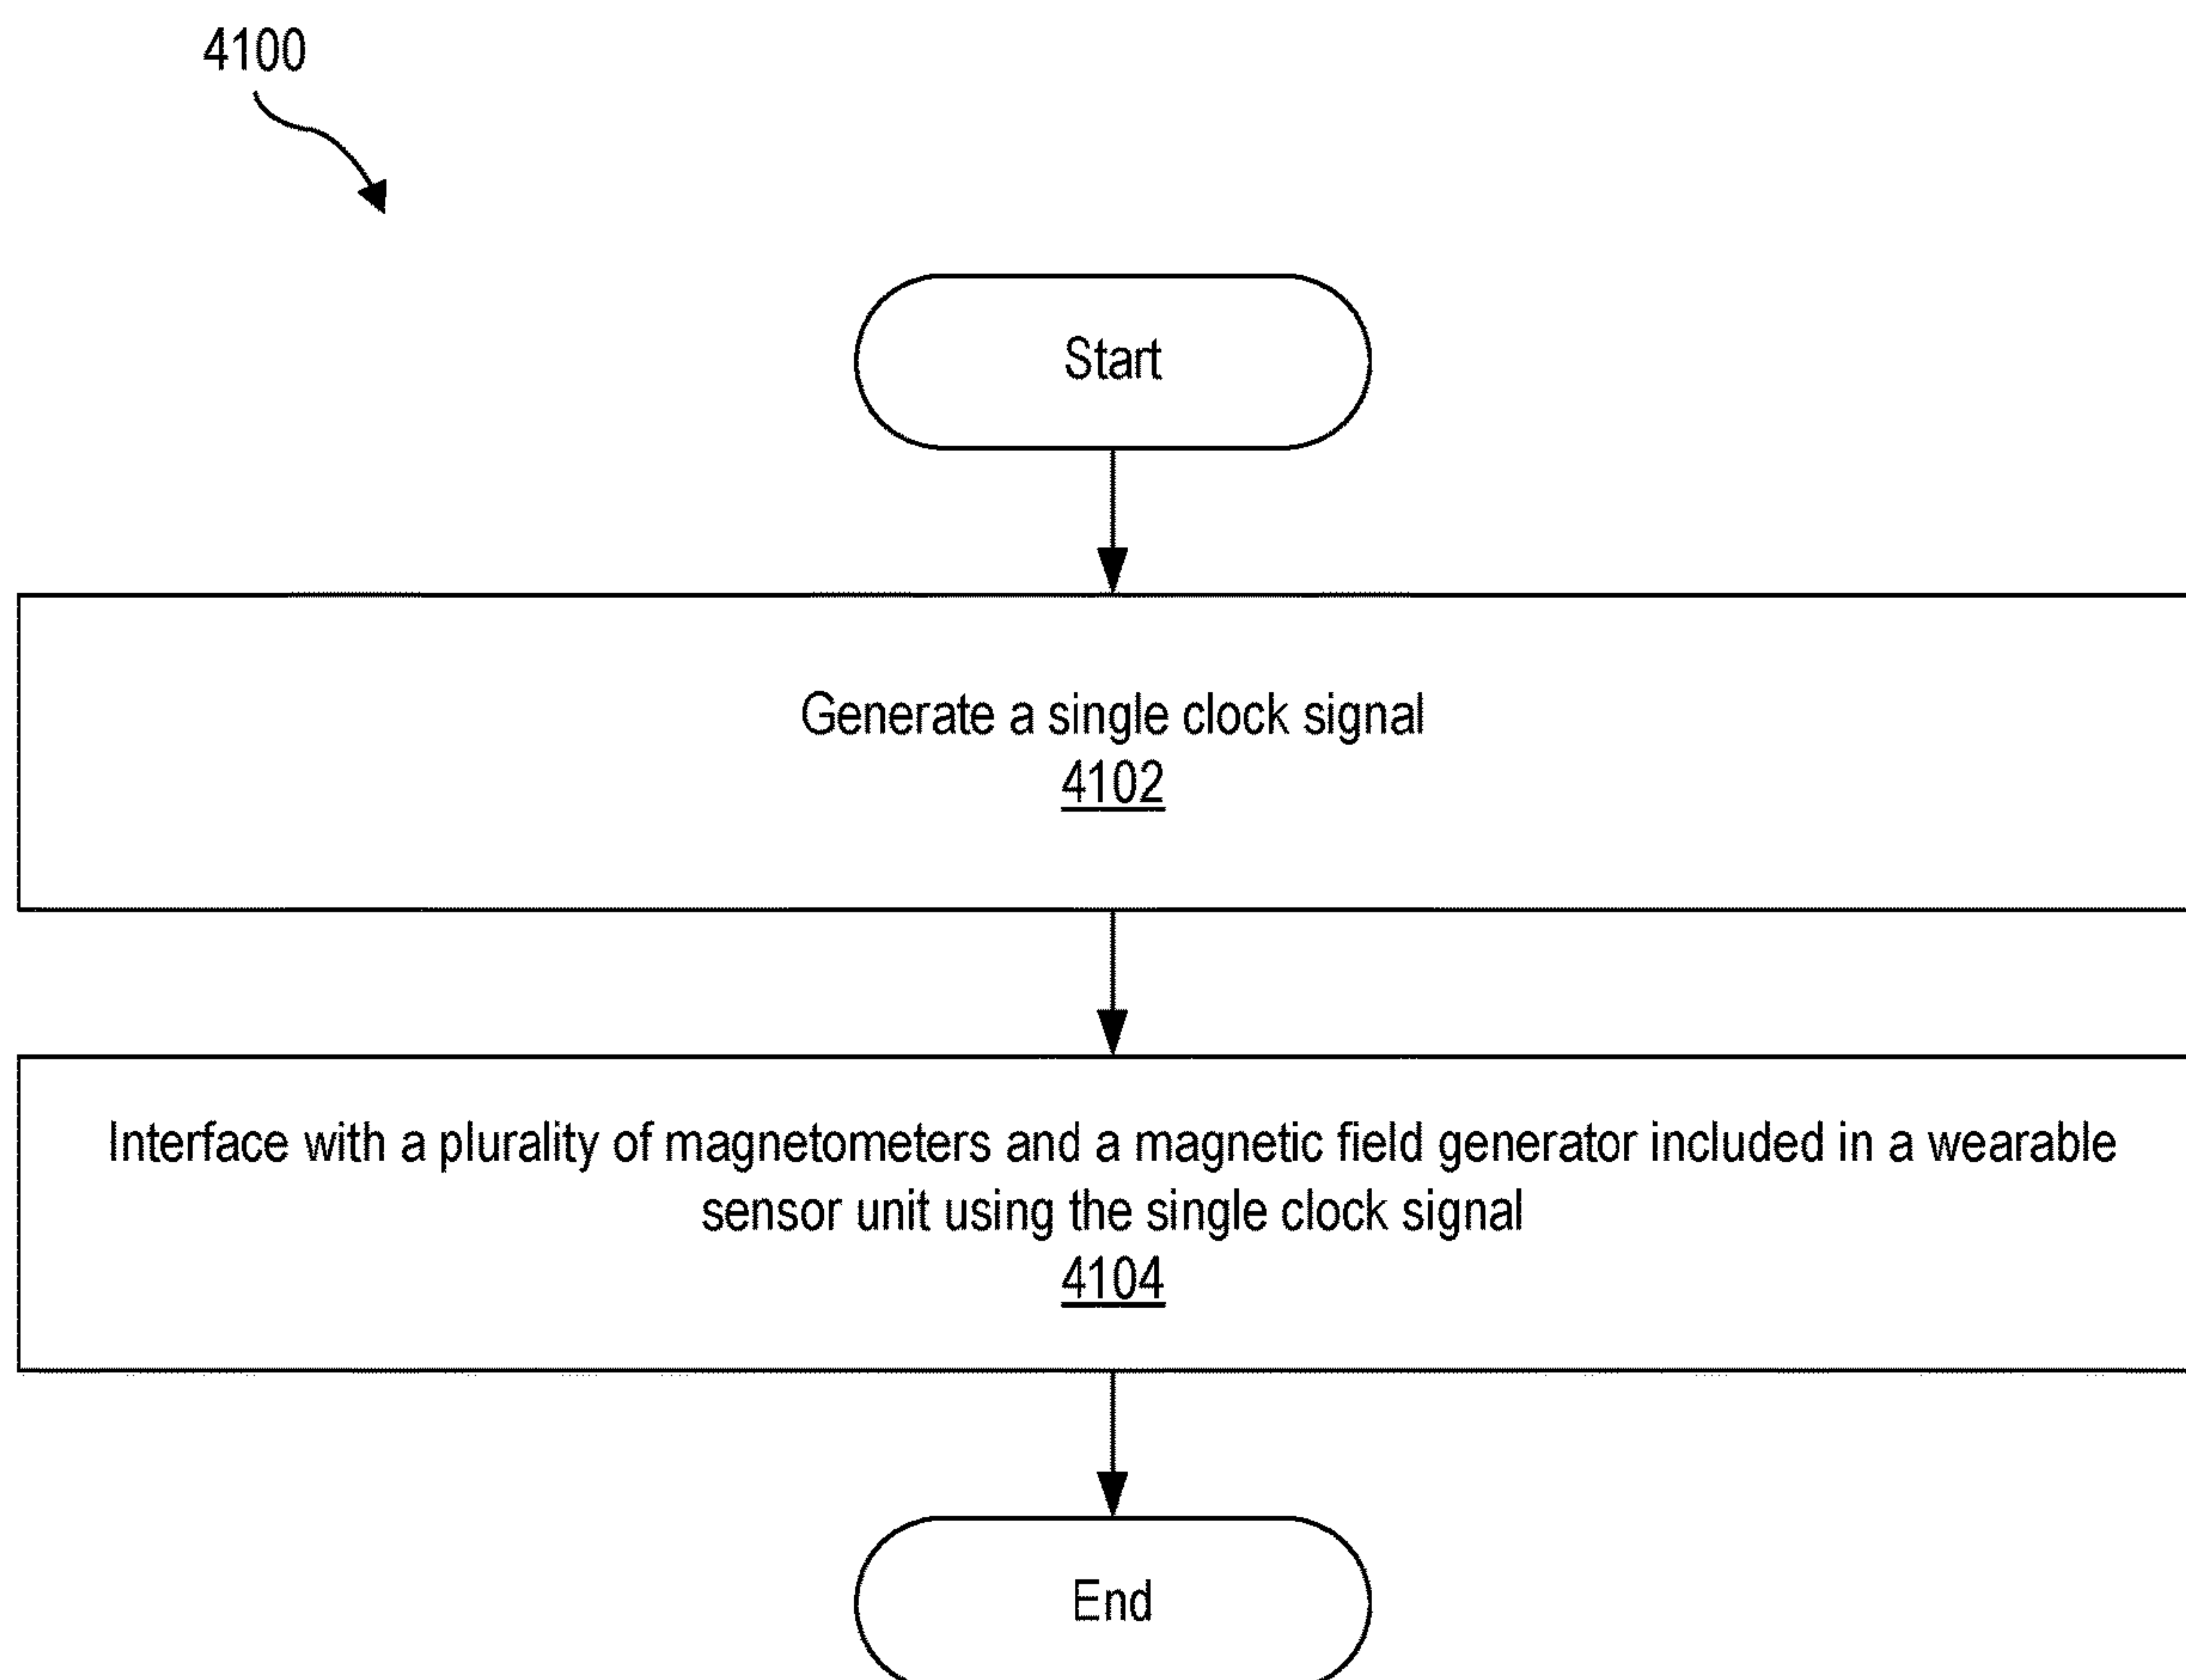 4100
Start
Generate a single clock signal
4102
Interface with a plurality of magnetometers and a magnetic field generator included in a wearable
sensor unit using the single clock signal
4104
End